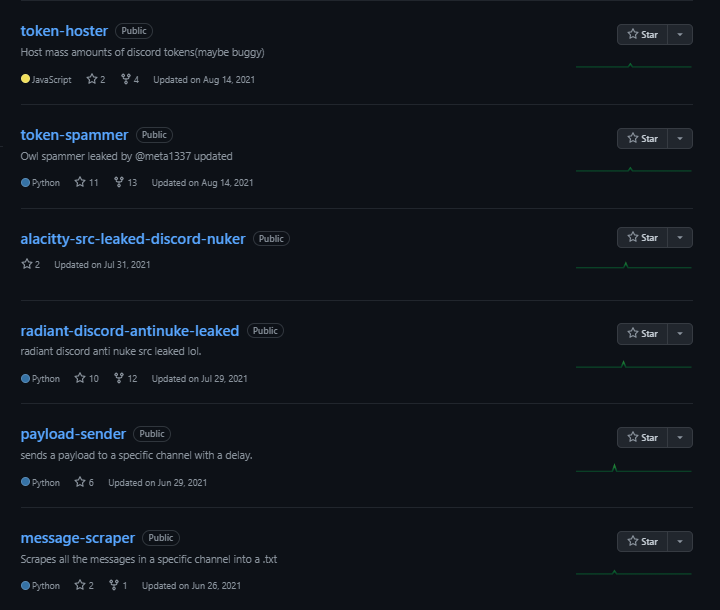 token-hoster Public Star
Host mass amounts of discord tokens(maybe buggy)
JavaScript 2 4 Updated on Aug 14, 2021
token-spammer Public Star
Owl spammer leaked by @meta1337 updated
Python 11 13 Updated on Aug 14, 2021
alacitty-src-leaked-discord-nuker Public Star
2 Updated on Jul 31, 2021
radiant-discord-antinuke-leaked Public Star
radiant discord anti nuke src leaked lol.
Python 10 12 Updated on Jul 29, 2021
payload-sender Public Star
sends a payload to a specific channel with a delay.
Python 6 Updated on Jun 29, 2021
message-scraper Public Star
Scrapes all the messages in a specific channel into a .txt
Python 2 1 Updated on Jun 26, 2021